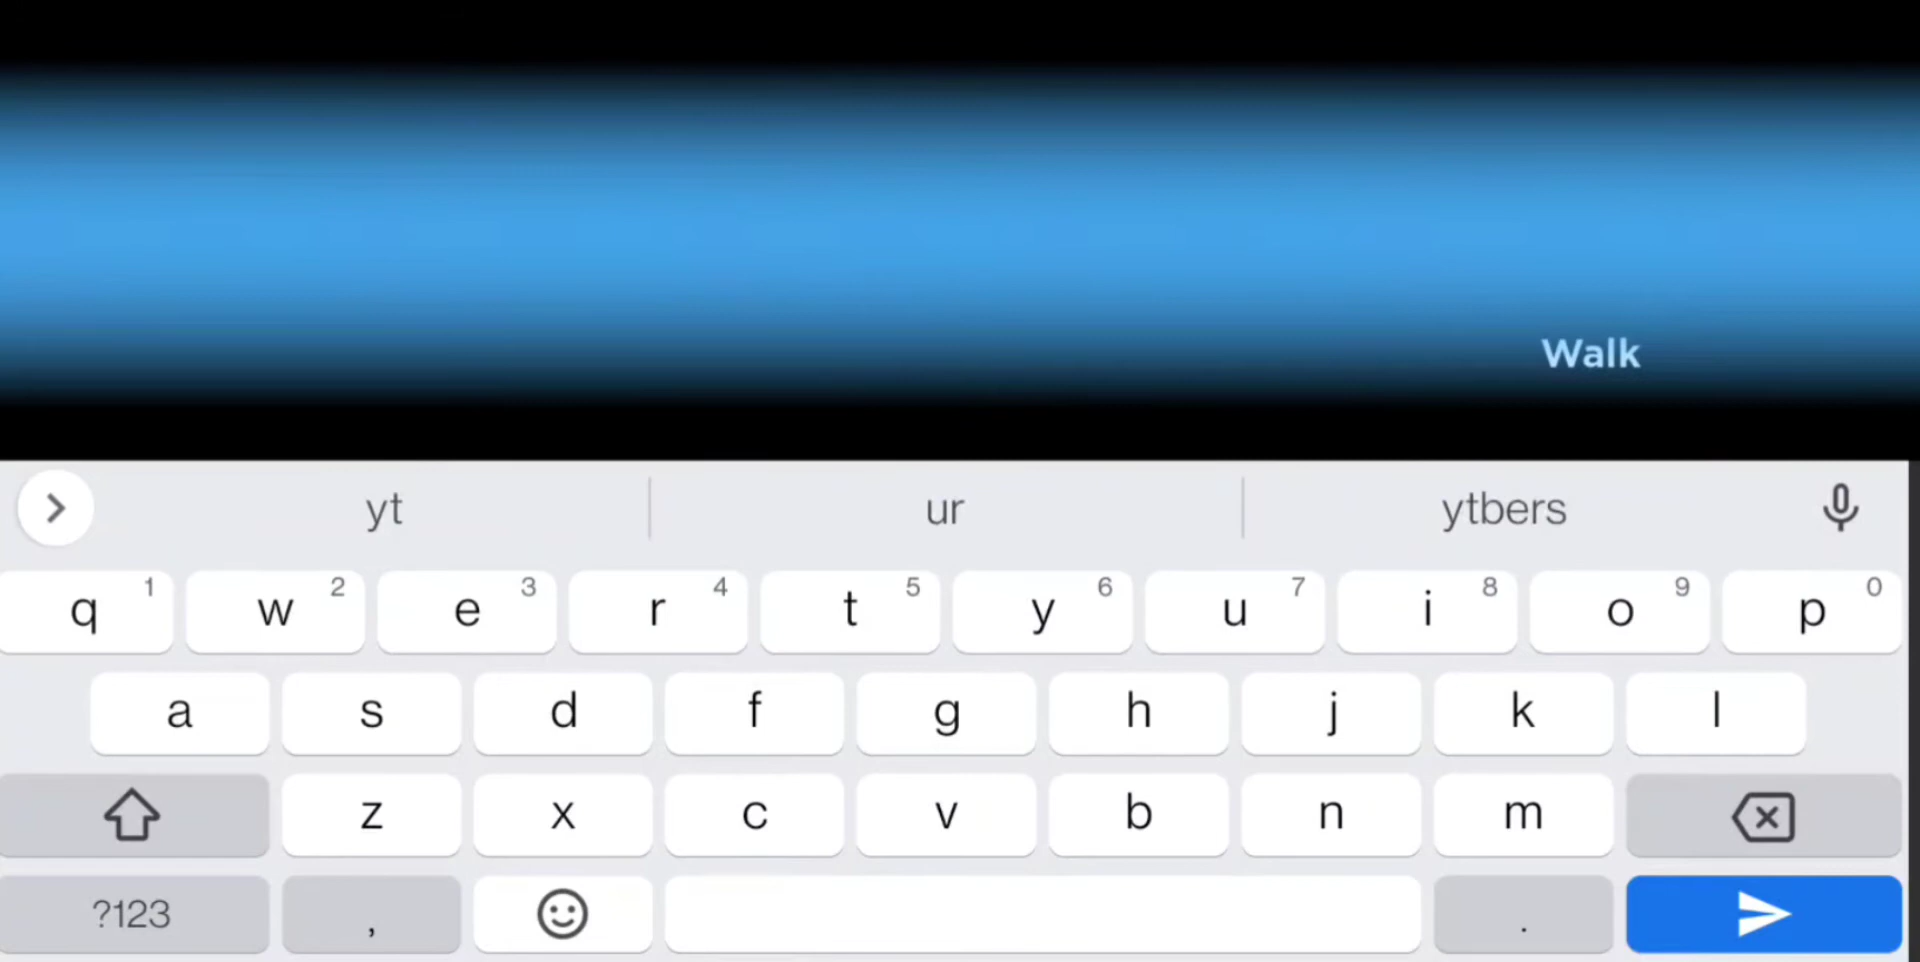 Walk
yt ur ytbers
q 1 w 2 e 3 r 4 t 5 y 6 u 7 i 8 o 9 p 0
a s d f g h j k l
z x c v b n m
?123 , .